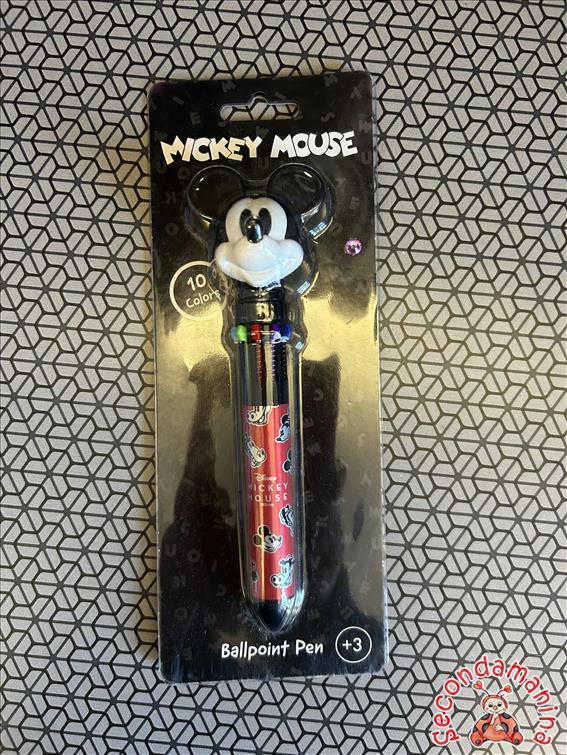 MICKEY MOUSE
10
Colors
Disney
MICKEY
MOUSE
Ballpoint Pen
+3
secondamanina